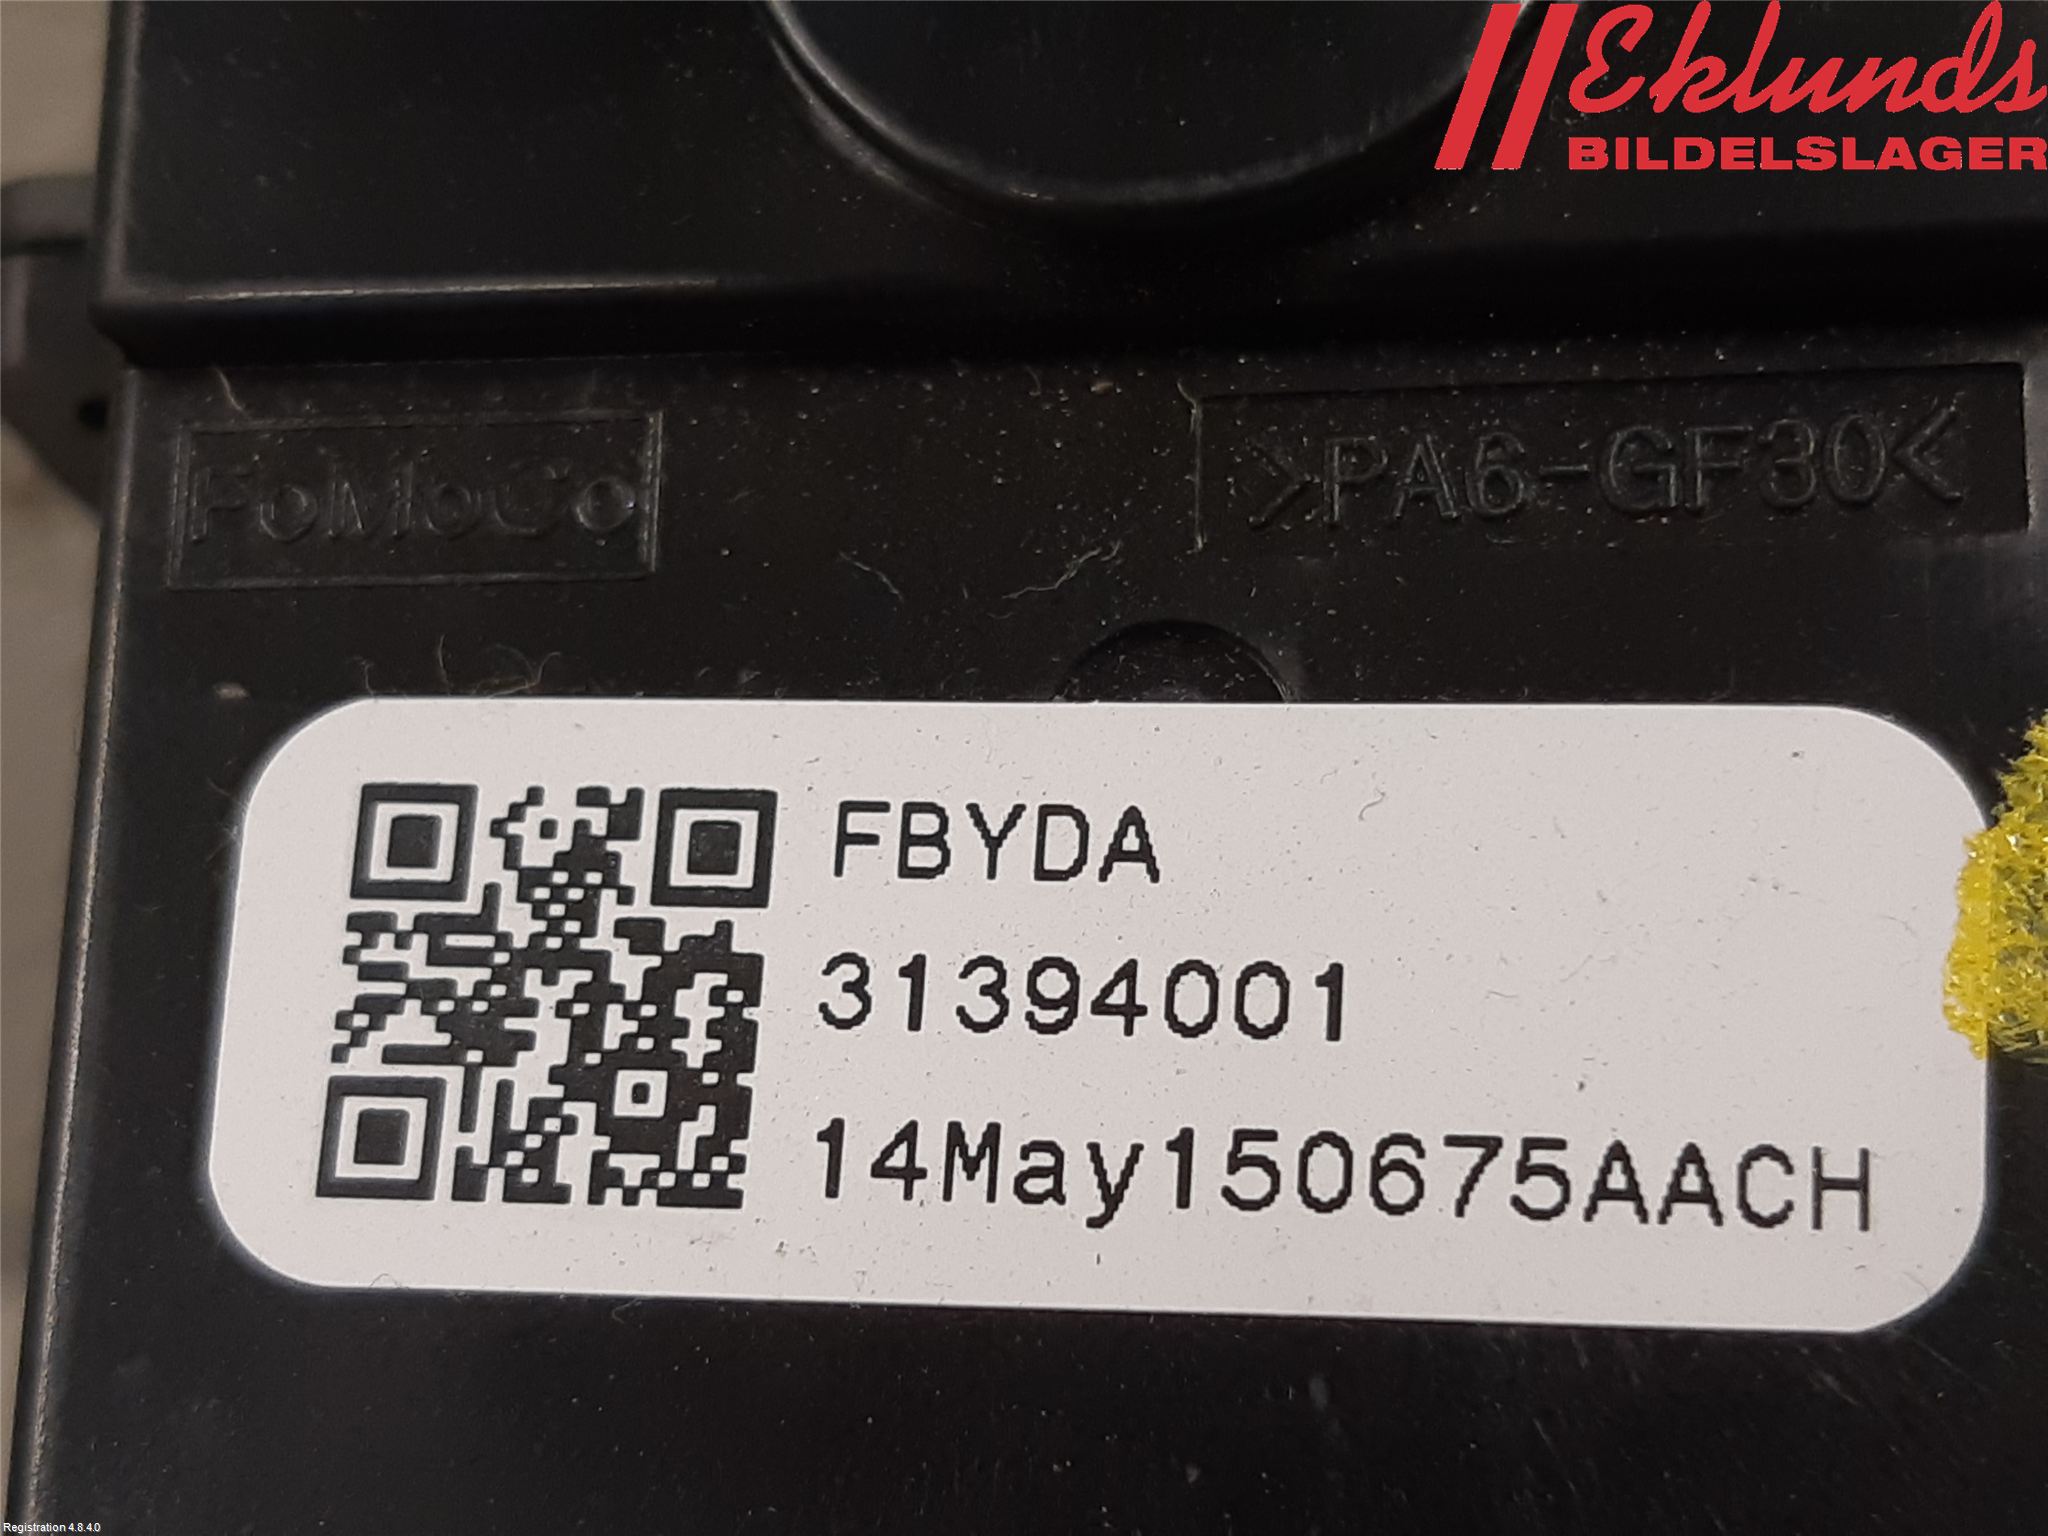 Eklunds
BILDELSLAGER
FoMoCo
>PA6-GF30<
FBYDA
31394001
14May150675AACH
Registration 4.8.4.0